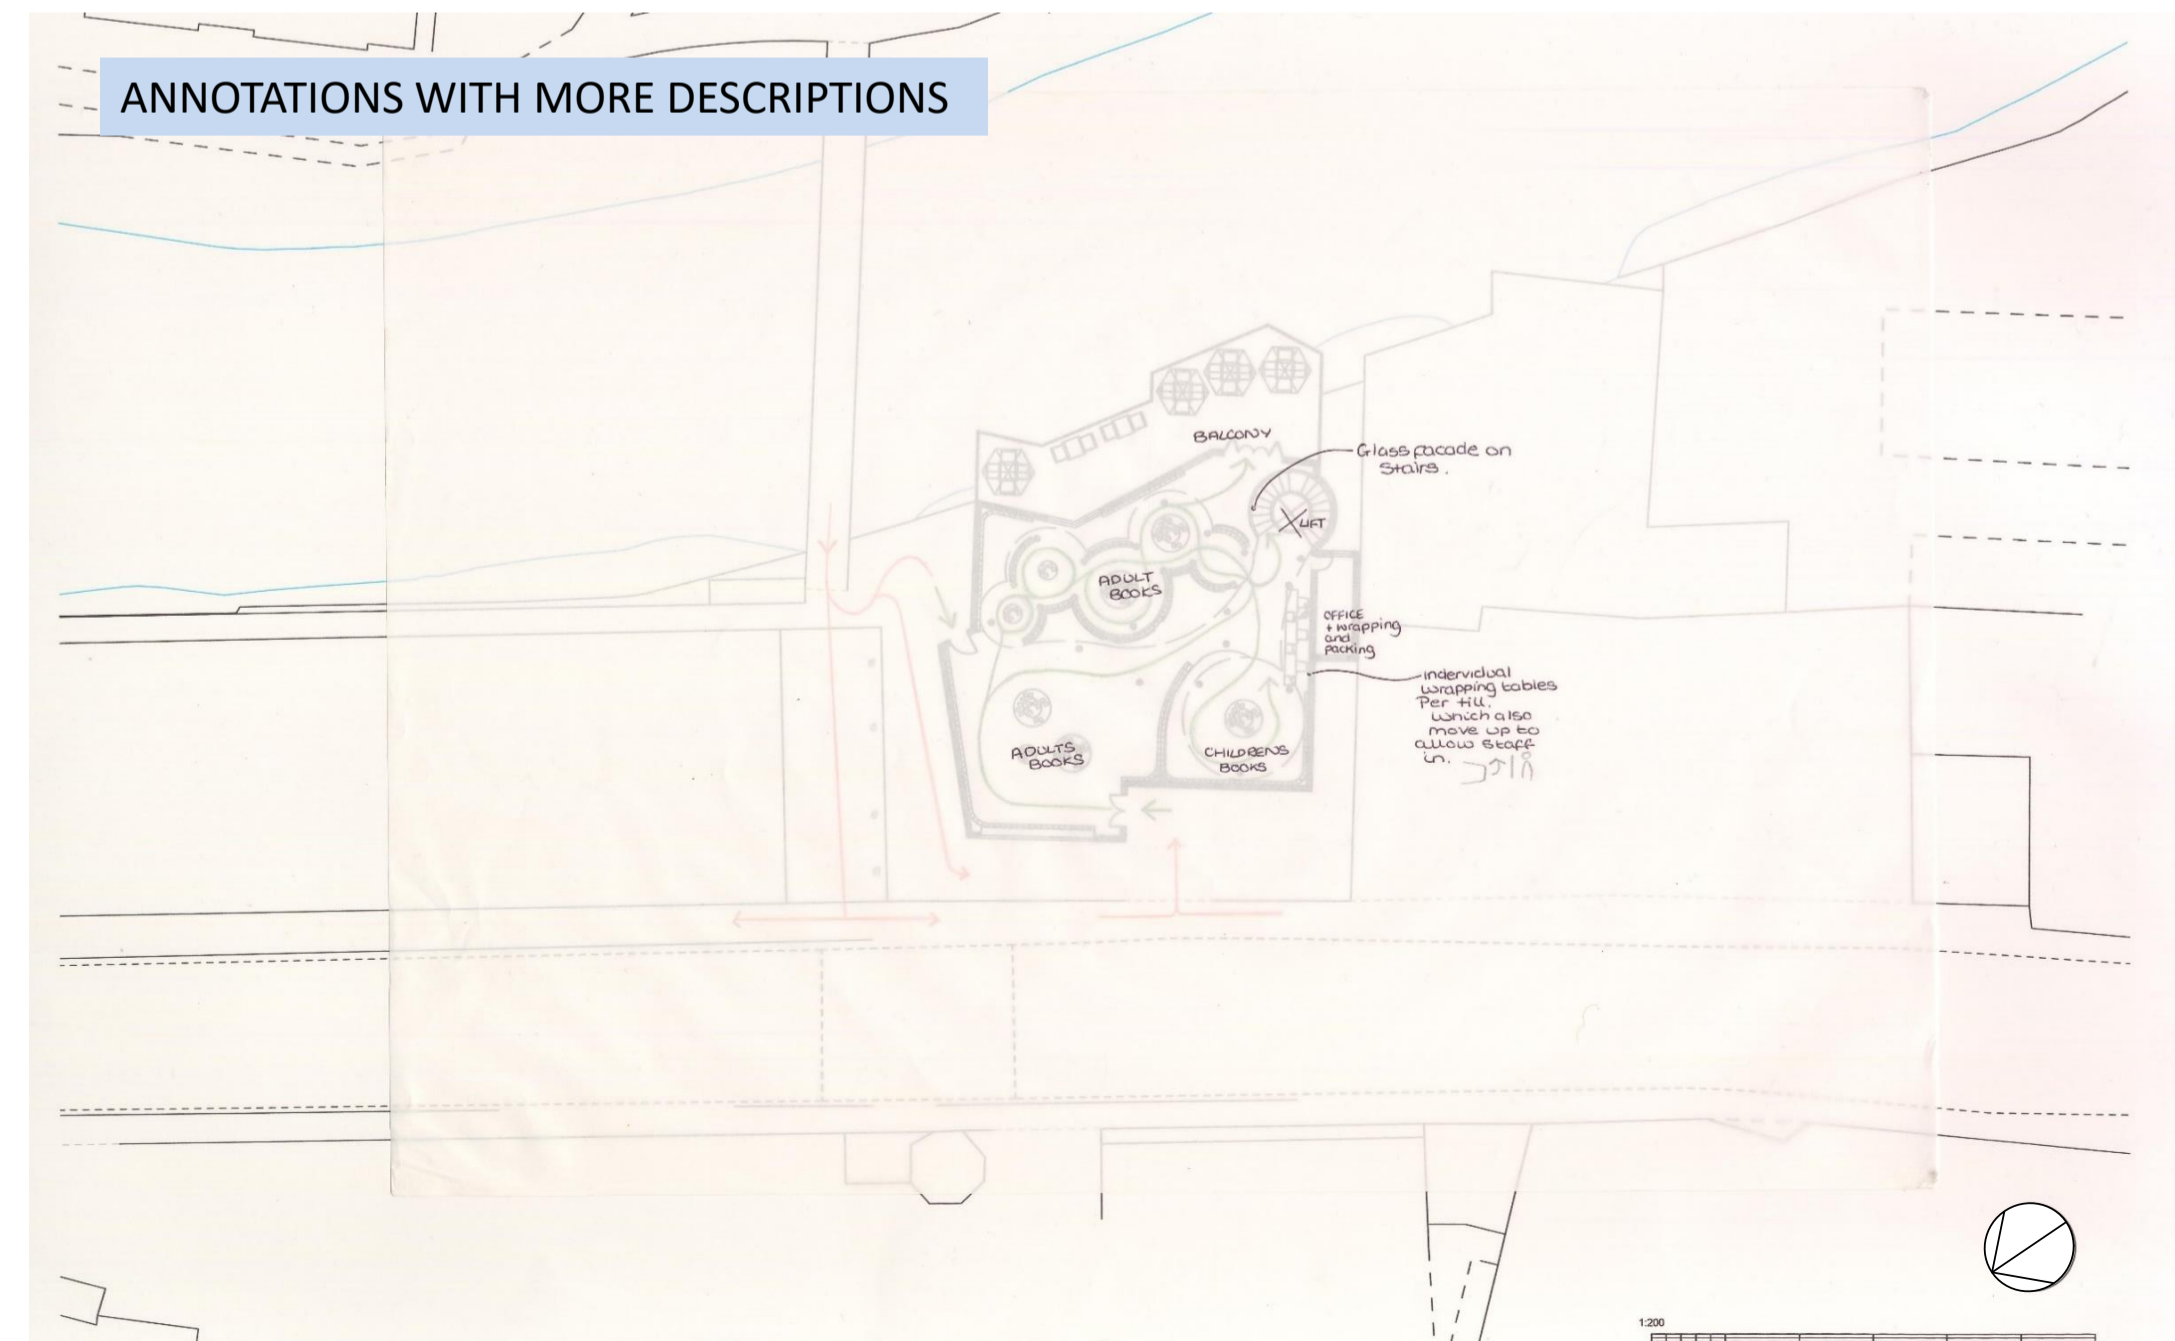 ANNOTATIONS WITH MORE DESCRIPTIONS
BALCONY
Glass facade on
Stairs.
LIFT
ADULT
BOOKS
OFFICE
+ wrapping
and
packing
indervidual
wrapping tables
Per till.
which also
move up to
allow staff
in.
ADULTS
BOOKS
CHILDRENS
BOOKS
1:200